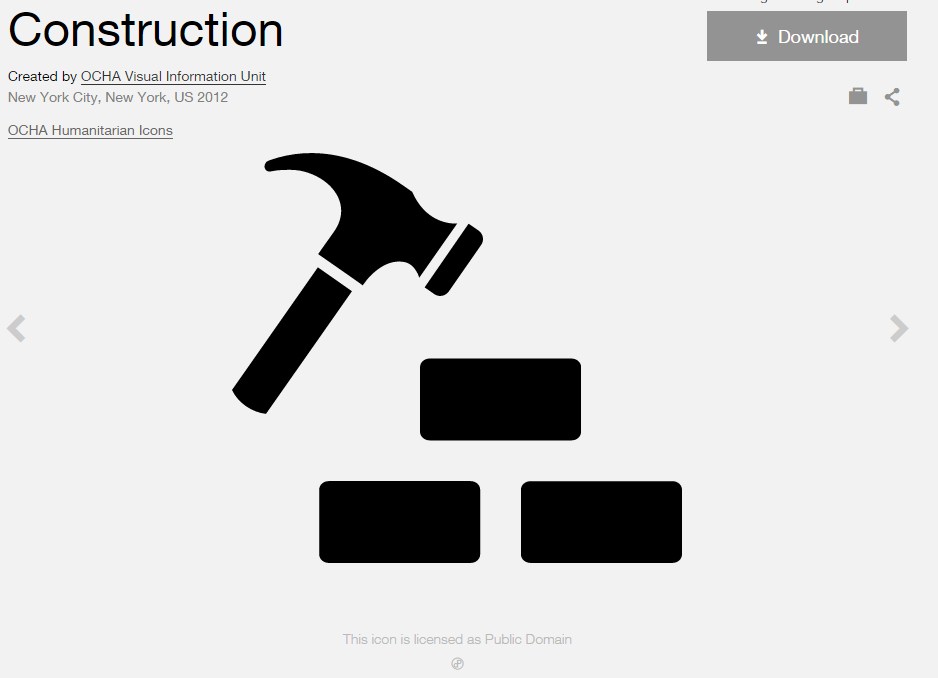 Construction
Download
Created by OCHA Visual Information Unit
New York City, New York, US 2012
OCHA Humanitarian Icons
This icon is licensed as Public Domain